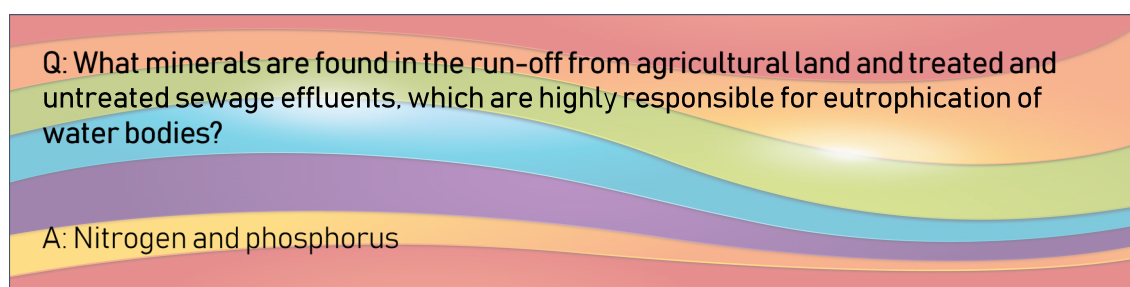 Q: What minerals are found in the run-off from agricultural land and treated and
untreated sewage effluents, which are highly responsible for eutrophication of
water bodies?
A: Nitrogen and phosphorus